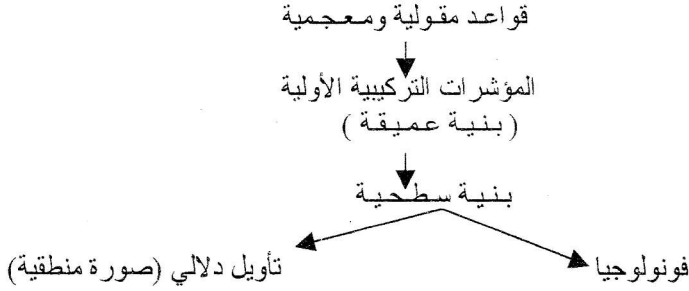 قواعد مقولية ومعجمية
المؤشرات التركيبية الأولية
(بنية عميقة)
بنية سطحية
فونولوجيا
تأويل دلالي (صورة منطقية)